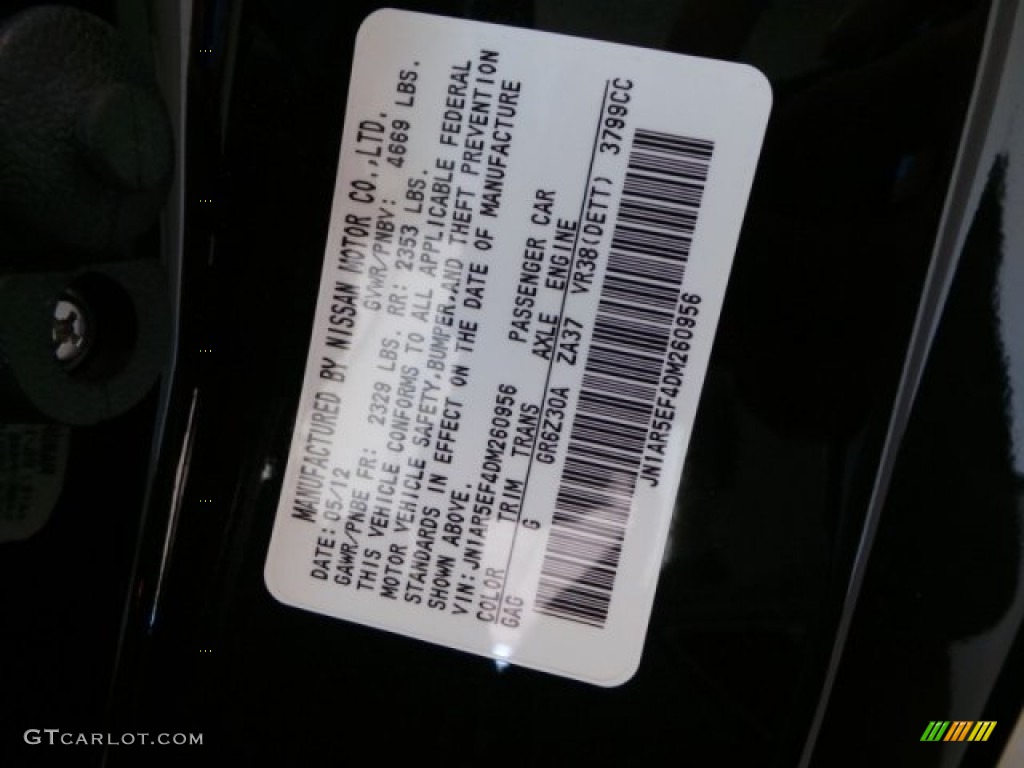 MANUFACTURED BY NISSAN MOTOR CO.,LTD.
DATE:05/12 GVWR/PNBV: 4669 LBS.
GAWR/PNBE FR: 2329 LBS. RR: 2353 LBS.
THIS VEHICLE CONFORMS TO ALL APPLICABLE FEDERAL
MOTOR VEHICLE SAFETY,BUMPER,AND THEFT PREVENTION
STANDARDS IN EFFECT ON THE DATE OF MANUFACTURE
SHOWN ABOVE.
VIN:JN1AR5EF4DM260956 PASSENGER CAR
COLOR TRIM TRANS AXLE ENGINE
GAG G GR6Z30A ZA37 VR38(DETT) 3799CC
JN1AR5EF4DM260956
GTCARLOT.COM